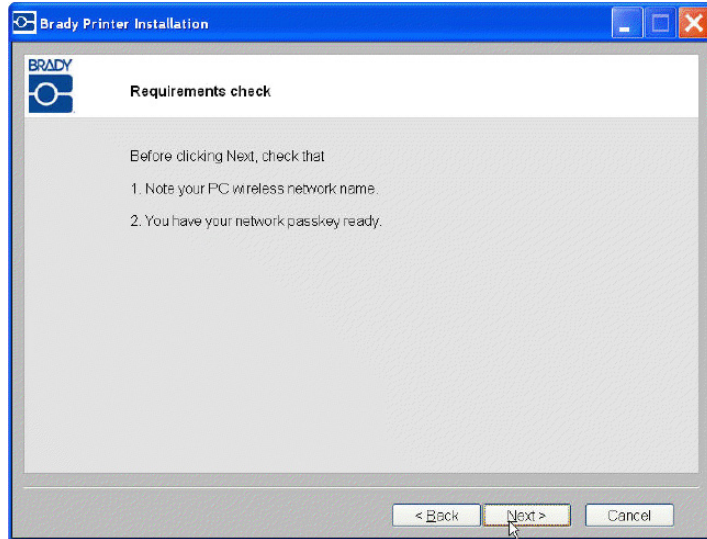 Brady Printer Installation
BRADY
Requirements check
Before clicking Next, check that
1. Note your PC wireless network name.
2. You have your network passkey ready.
< Back
Next >
Cancel